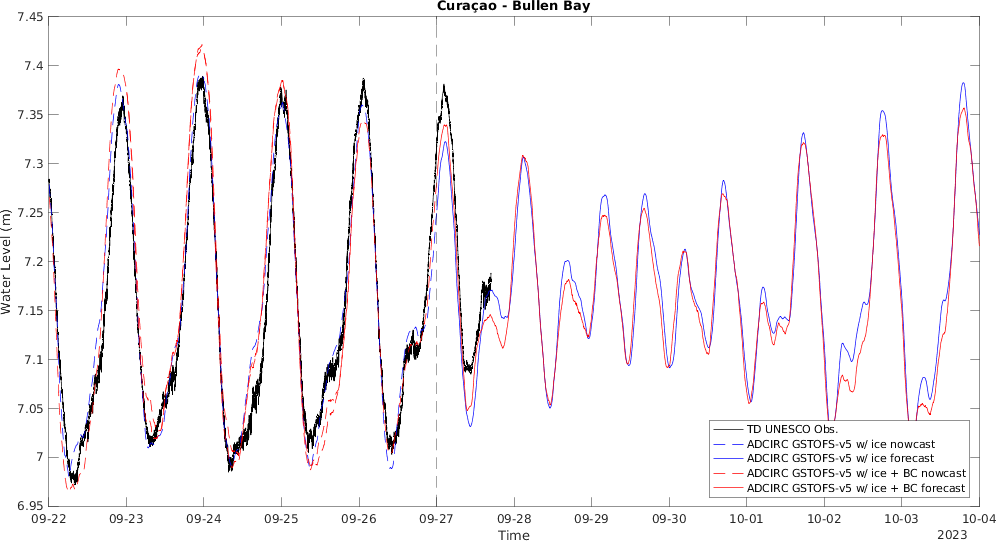 Curaçao - Bullen Bay
7.45
7.4
7.35
7.3
7.25
7.2
7.15
7.1
7.05
7
6.95
Water Level (m)
TD UNESCO Obs.
ADCIRC GSTOFS-v5 w/ ice nowcast
ADCIRC GSTOFS-v5 w/ ice forecast
ADCIRC GSTOFS-v5 w/ ice + BC nowcast
ADCIRC GSTOFS-v5 w/ ice + BC forecast
09-22 09-23 09-24 09-25 09-26 09-27 09-28 09-29 09-30 10-01 10-02 10-03 10-04
Time
2023